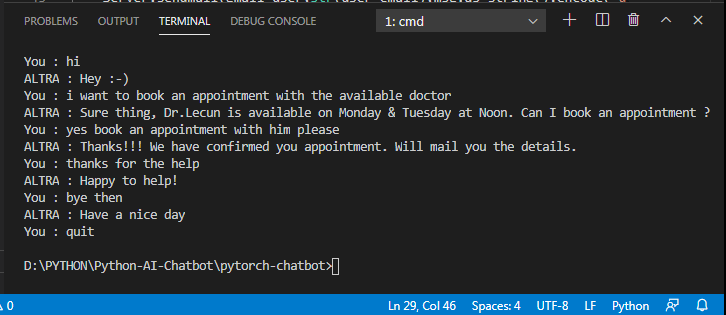 PROBLEMS OUTPUT TERMINAL DEBUG CONSOLE 1: cmd
You : hi
ALTRA : Hey :-)
You : i want to book an appointment with the available doctor
ALTRA : Sure thing, Dr.Lecun is available on Monday & Tuesday at Noon. Can I book an appointment ?
You : yes book an appointment with him please
ALTRA : Thanks!!! We have confirmed you appointment. Will mail you the details.
You : thanks for the help
ALTRA : Happy to help!
You : bye then
ALTRA : Have a nice day
You : quit
D:\PYTHON\Python-AI-Chatbot\pytorch-chatbot>
0 Ln 29, Col 46 Spaces: 4 UTF-8 LF Python